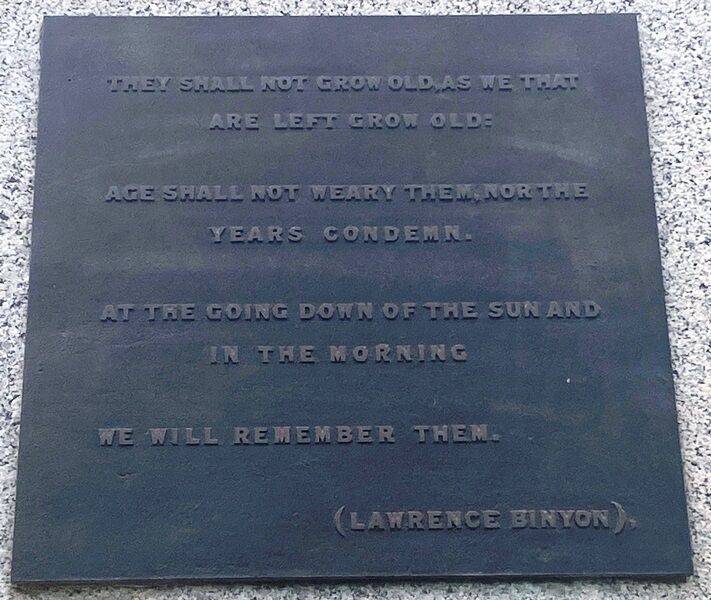 THEY SHALL NOT GROW OLD, AS WE THAT
ARE LEFT GROW OLD:
AGE SHALL NOT WEARY THEM, NOR THE
YEARS CONDEMN.
AT THE GOING DOWN OF THE SUN AND
IN THE MORNING
WE WILL REMEMBER THEM.
(LAWRENCE BINYON).